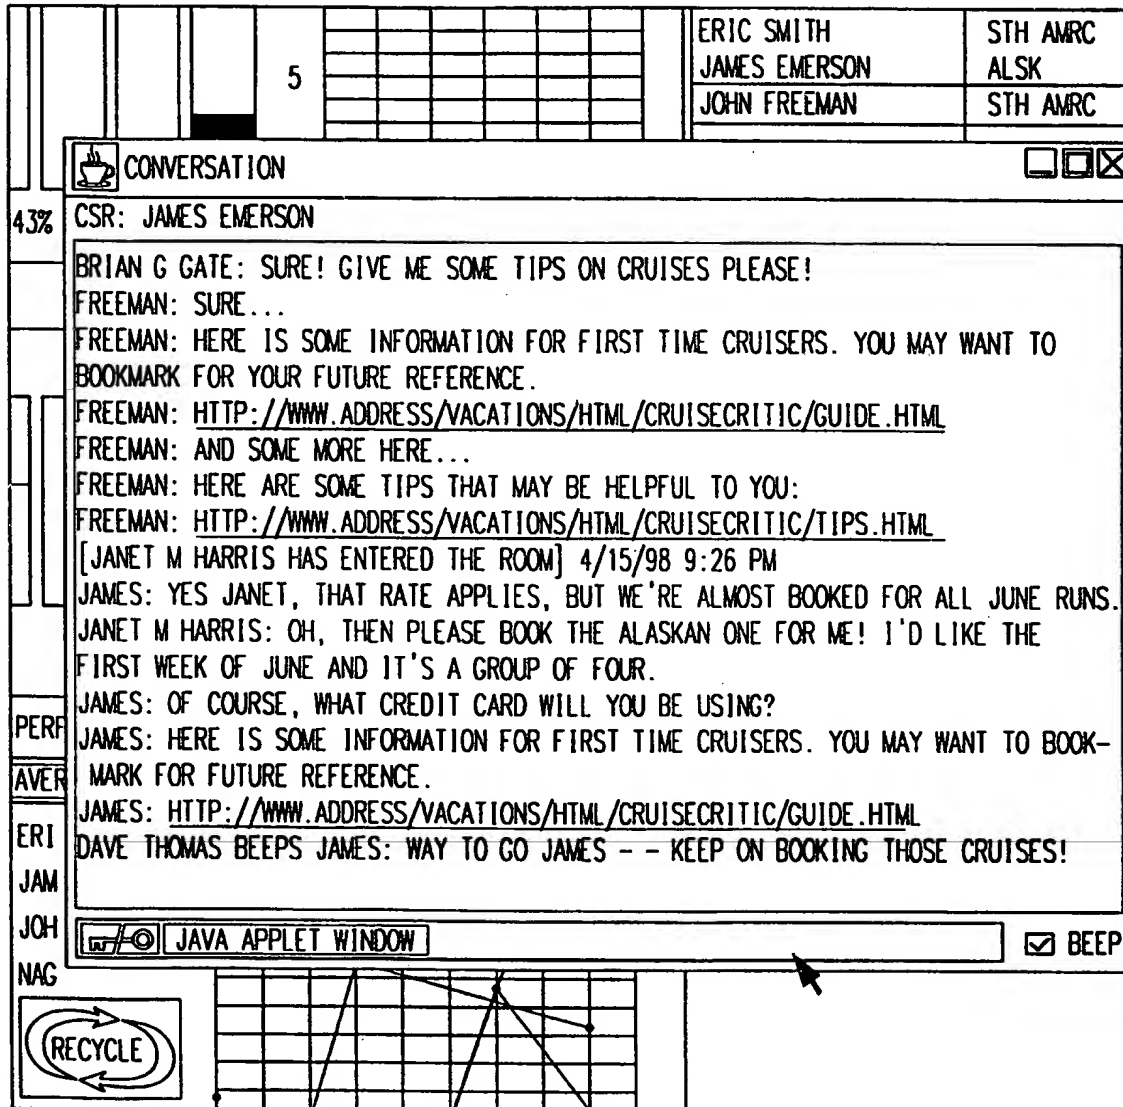 ERIC SMITH STH AMRC
JAMES EMERSON ALSK
5
JOHN FREEMAN STH AMRC
CONVERSATION
43%
CSR: JAMES EMERSON
BRIAN G GATE: SURE! GIVE ME SOME TIPS ON CRUISES PLEASE!
FREEMAN: SURE...
FREEMAN: HERE IS SOME INFORMATION FOR FIRST TIME CRUISERS. YOU MAY WANT TO
BOOKMARK FOR YOUR FUTURE REFERENCE.
FREEMAN: HTTP://WWW.ADDRESS/VACATIONS/HTML/CRUISECRITIC/GUIDE.HTML
FREEMAN: AND SOME MORE HERE...
FREEMAN: HERE ARE SOME TIPS THAT MAY BE HELPFUL TO YOU:
FREEMAN: HTTP://WWW.ADDRESS/VACATIONS/HTML/CRUISECRITIC/TIPS.HTML
[JANET M HARRIS HAS ENTERED THE ROOM] 4/15/98 9:26 PM
JAMES: YES JANET, THAT RATE APPLIES, BUT WE'RE ALMOST BOOKED FOR ALL JUNE RUNS.
JANET M HARRIS: OH, THEN PLEASE BOOK THE ALASKAN ONE FOR ME! I'D LIKE THE
FIRST WEEK OF JUNE AND IT'S A GROUP OF FOUR.
JAMES: OF COURSE, WHAT CREDIT CARD WILL YOU BE USING?
JAMES: HERE IS SOME INFORMATION FOR FIRST TIME CRUISERS. YOU MAY WANT TO BOOK-
MARK FOR FUTURE REFERENCE.
JAMES: HTTP://WWW.ADDRESS/VACATIONS/HTML/CRUISECRITIC/GUIDE.HTML
DAVE THOMAS BEEPS JAMES: WAY TO GO JAMES - - KEEP ON BOOKING THOSE CRUISES!
JAVA APPLET WINDOW
BEEP
PERF
AVER
ERI
JAM
JOH
NAG
RECYCLE